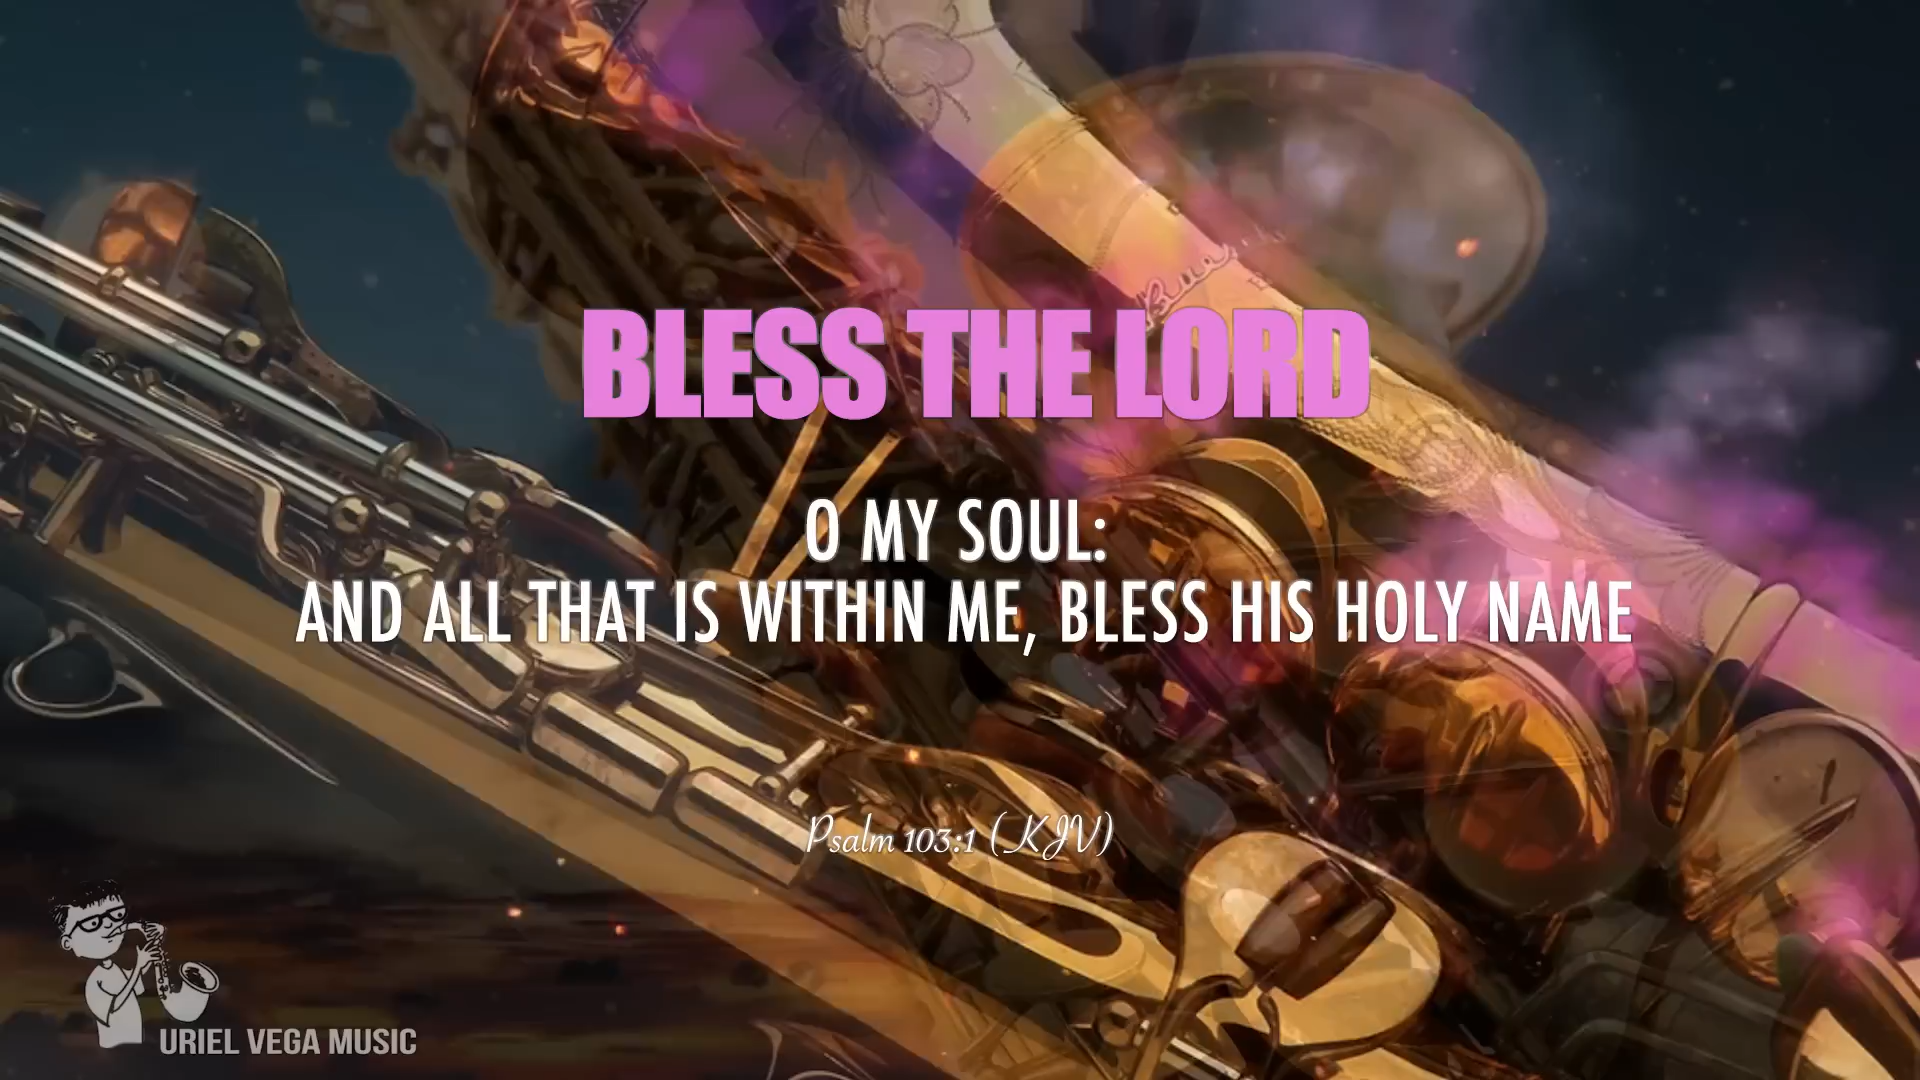 BLESS THE LORD
O MY SOUL:
AND ALL THAT IS WITHIN ME, BLESS HIS HOLY NAME
Psalm 103:1 (KJV)
URIEL VEGA MUSIC